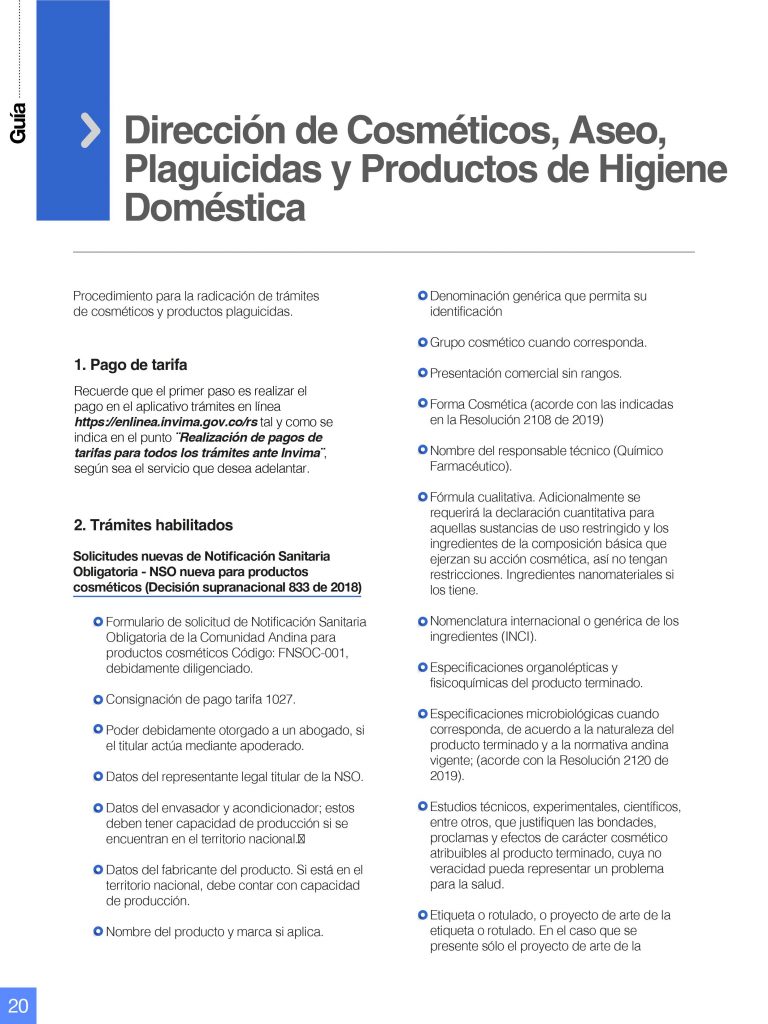 Guía
Dirección de Cosméticos, Aseo,
Plaguicidas y Productos de Higiene
Doméstica
Procedimiento para la radicación de trámites
de cosméticos y productos plaguicidas.
1. Pago de tarifa
Recuerde que el primer paso es realizar el
pago en el aplicativo trámites en línea
https://enlinea.invima.gov.co/rs tal y como se
indica en el punto ¨Realización de pagos de
tarifas para todos los trámites ante Invima¨,
según sea el servicio que desea adelantar.
2. Trámites habilitados
Solicitudes nuevas de Notificación Sanitaria
Obligatoria - NSO nueva para productos
cosméticos (Decisión supranacional 833 de 2018)
Formulario de solicitud de Notificación Sanitaria
Obligatoria de la Comunidad Andina para
productos cosméticos Código: FNSOC-001,
debidamente diligenciado.
Consignación de pago tarifa 1027.
Poder debidamente otorgado a un abogado, si
el titular actúa mediante apoderado.
Datos del representante legal titular de la NSO.
Datos del envasador y acondicionador; estos
deben tener capacidad de producción si se
encuentran en el territorio nacional.
Datos del fabricante del producto. Si está en el
territorio nacional, debe contar con capacidad
de producción.
Nombre del producto y marca si aplica.
Denominación genérica que permita su
identificación
Grupo cosmético cuando corresponda.
Presentación comercial sin rangos.
Forma Cosmética (acorde con las indicadas
en la Resolución 2108 de 2019)
Nombre del responsable técnico (Químico
Farmacéutico).
Fórmula cualitativa. Adicionalmente se
requerirá la declaración cuantitativa para
aquellas sustancias de uso restringido y los
ingredientes de la composición básica que
ejerzan su acción cosmética, así no tengan
restricciones. Ingredientes nanomateriales si
los tiene.
Nomenclatura internacional o genérica de los
ingredientes (INCI).
Especificaciones organolépticas y
fisicoquímicas del producto terminado.
Especificaciones microbiológicas cuando
corresponda, de acuerdo a la naturaleza del
producto terminado y a la normativa andina
vigente; (acorde con la Resolución 2120 de
2019).
Estudios técnicos, experimentales, científicos,
entre otros, que justifiquen las bondades,
proclamas y efectos de carácter cosmético
atribuibles al producto terminado, cuya no
veracidad pueda representar un problema
para la salud.
Etiqueta o rotulado, o proyecto de arte de la
etiqueta o rotulado. En el caso que se
presente sólo el proyecto de arte de la
20